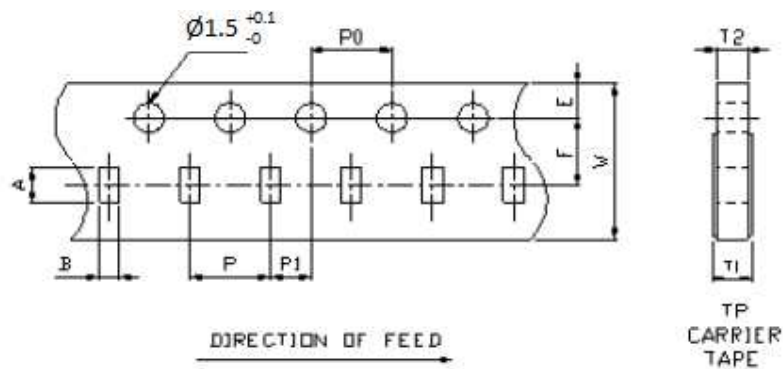 Ø1.5 +0.1 -0
P0
T2
E
F
W
A
B
P
P1
T1
DIRECTION OF FEED
TP
CARRIER
TAPE